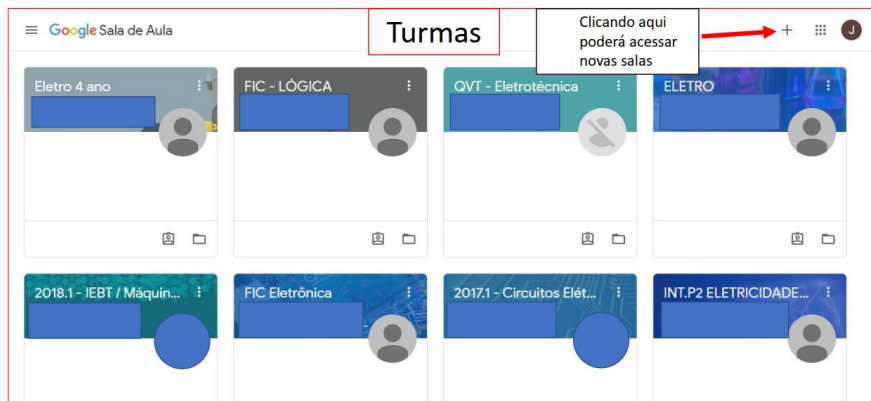 Google Sala de Aula
Turmas
Clicando aqui
poderá acessar
novas salas
J
Eletro 4 ano
FIC - LÓGICA
QVT - Eletrotécnica
ELETRO
2018.1 - IEBT / Máquin...
FIC Eletrônica
2017.1 - Circuitos Elét...
INT.P2 ELETRICIDADE...